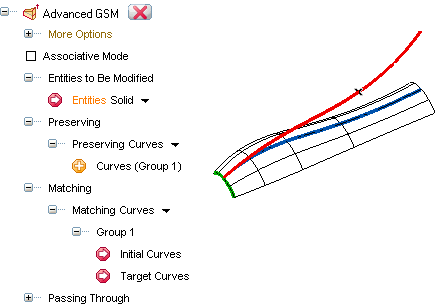 Advanced GSM
More Options
Associative Mode
Entities to Be Modified
Entities Solid
Preserving
Preserving Curves
Curves (Group 1)
Matching
Matching Curves
Group 1
Initial Curves
Target Curves
Passing Through